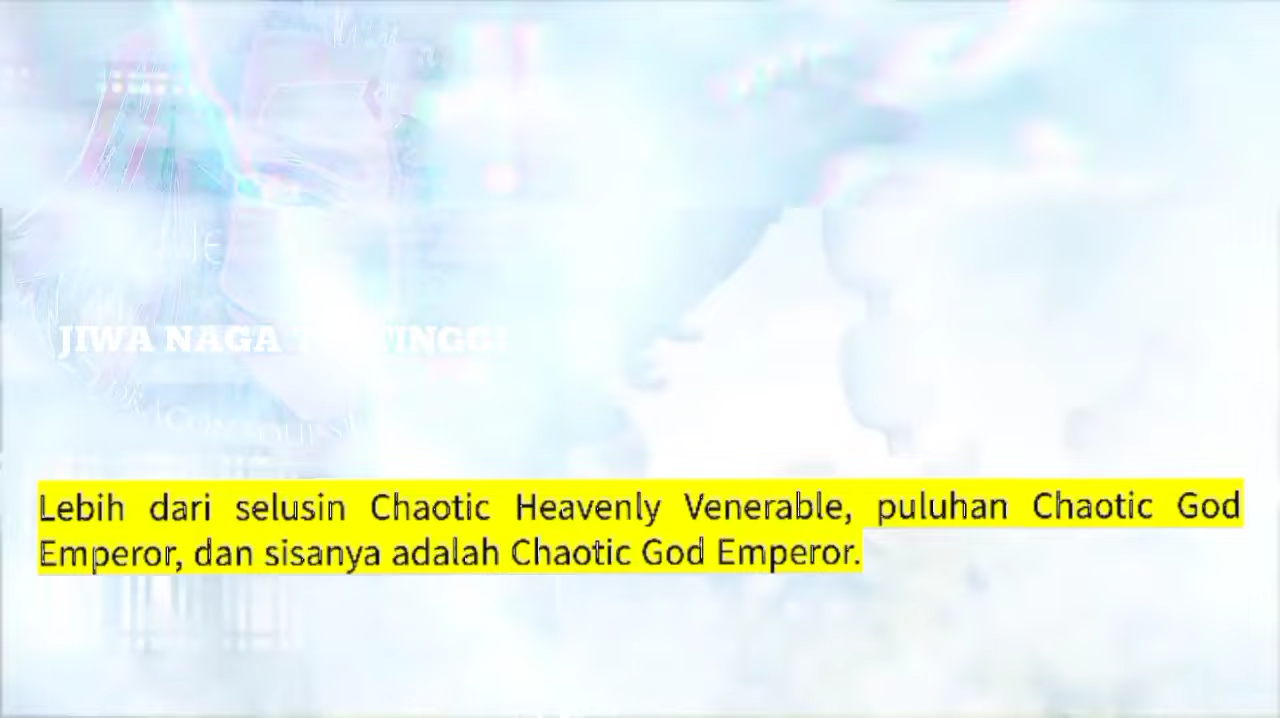 JIWA NAGA
Lebih dari selusin Chaotic Heavenly Venerable, puluhan Chaotic God
Emperor, dan sisanya adalah Chaotic God Emperor.